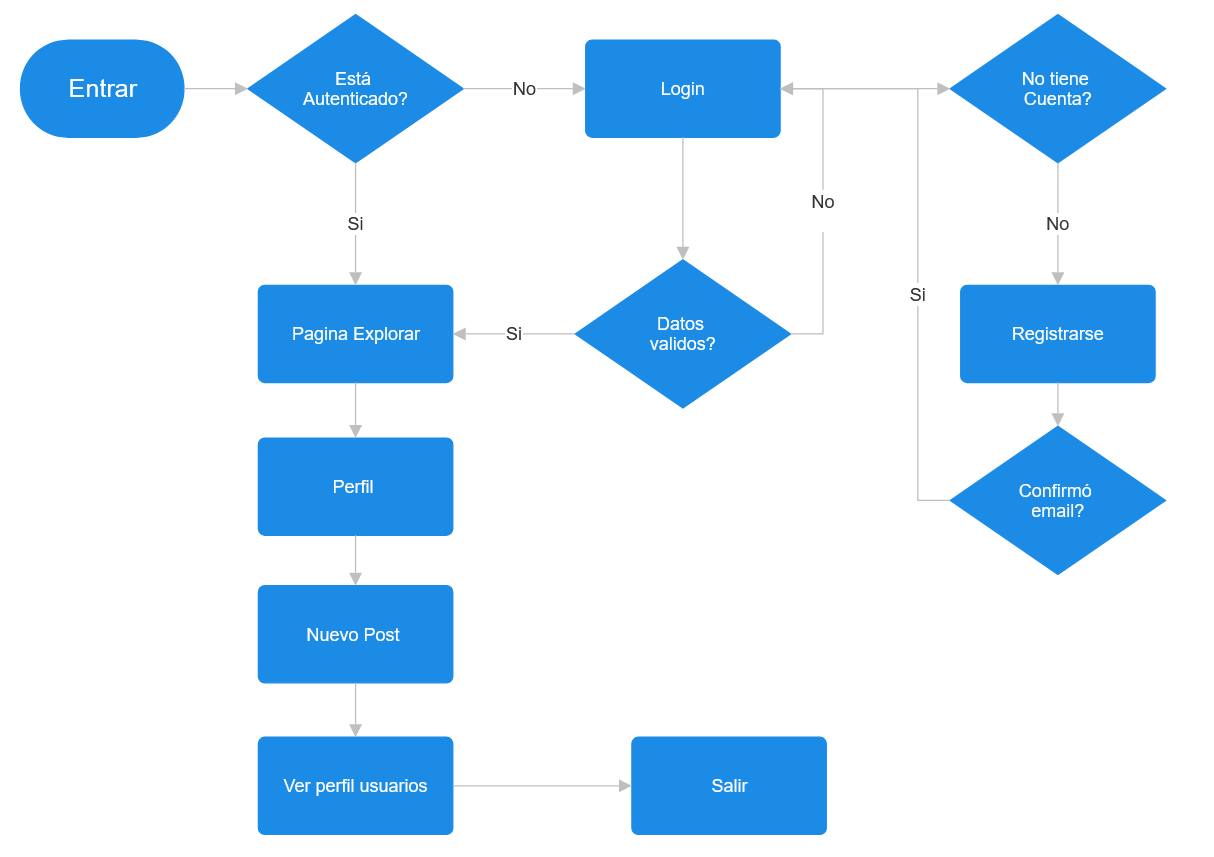 Entrar
Está
Autenticado?
No
Login
No tiene
Cuenta?
Si
No
No
Si
Pagina Explorar
Si
Datos
validos?
Registrarse
Perfil
Confirmó
email?
Nuevo Post
Ver perfil usuarios
Salir